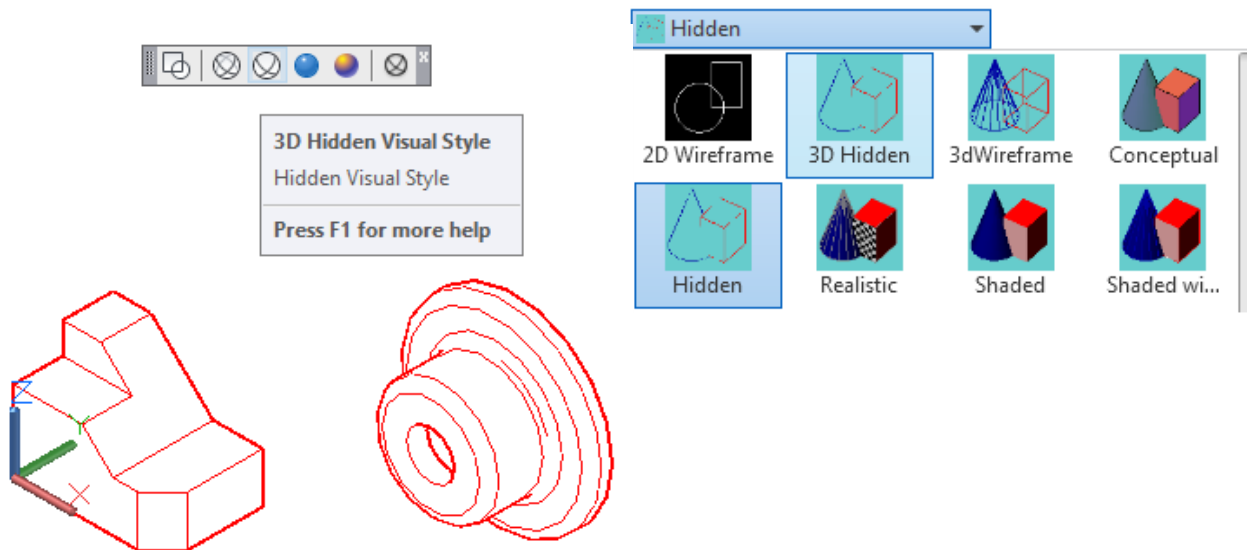 Hidden
3D Hidden Visual Style
Hidden Visual Style
Press F1 for more help
2D Wireframe
3D Hidden
3dWireframe
Conceptual
Hidden
Realistic
Shaded
Shaded wi...
Z
Y
X